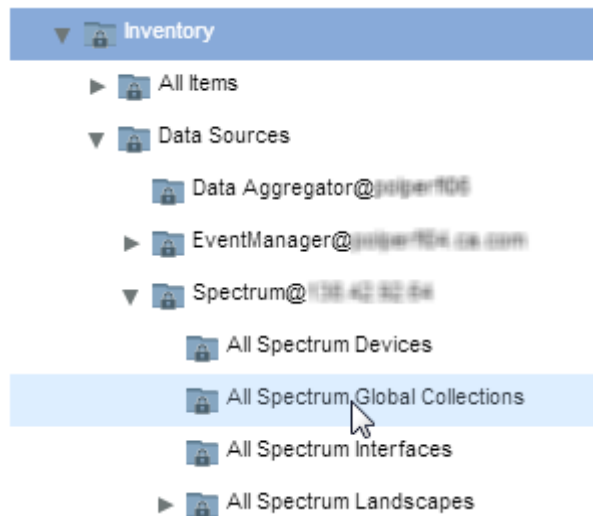 Inventory
All Items
Data Sources
Data Aggregator@
EventManager@
Spectrum@
All Spectrum Devices
All Spectrum Global Collections
All Spectrum Interfaces
All Spectrum Landscapes